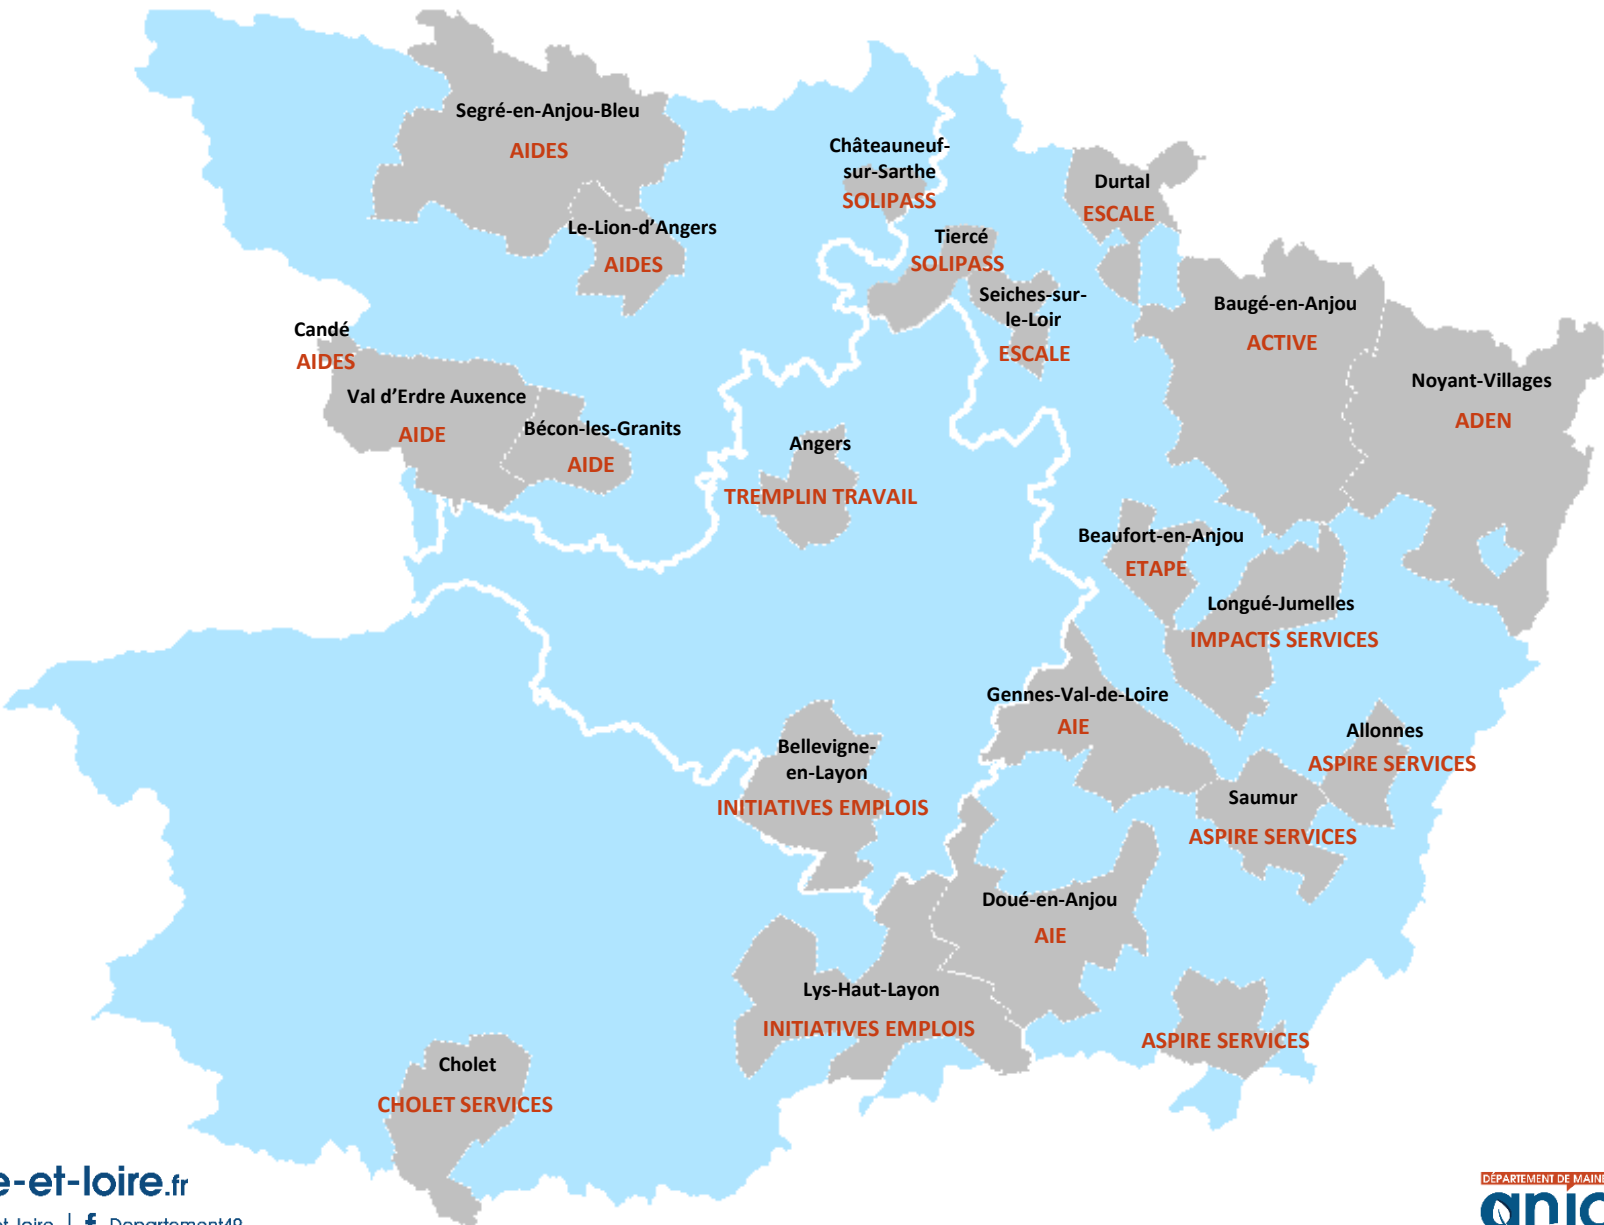 Segré-en-Anjou-Bleu
AIDES
Châteauneuf-
sur-Sarthe
SOLIPASS
Durtal
ESCALE
Le-Lion-d'Angers
AIDES
Tiercé
SOLIPASS
Seiches-sur-
le-Loir
ESCALE
Baugé-en-Anjou
ACTIVE
Candé
AIDES
Noyant-Villages
ADEN
Val d'Erdre Auxence
AIDE
Bécon-les-Granits
AIDE
Angers
TREMPLIN TRAVAIL
Beaufort-en-Anjou
ETAPE
Longué-Jumelles
IMPACTS SERVICES
Gennes-Val-de-Loire
AIE
Allonnes
ASPIRE SERVICES
Bellevigne-
en-Layon
INITIATIVES EMPLOIS
Saumur
ASPIRE SERVICES
Doué-en-Anjou
AIE
Lys-Haut-Layon
INITIATIVES EMPLOIS
ASPIRE SERVICES
Cholet
CHOLET SERVICES
e-et-loire.fr
DÉPARTEMENT DE MAINE